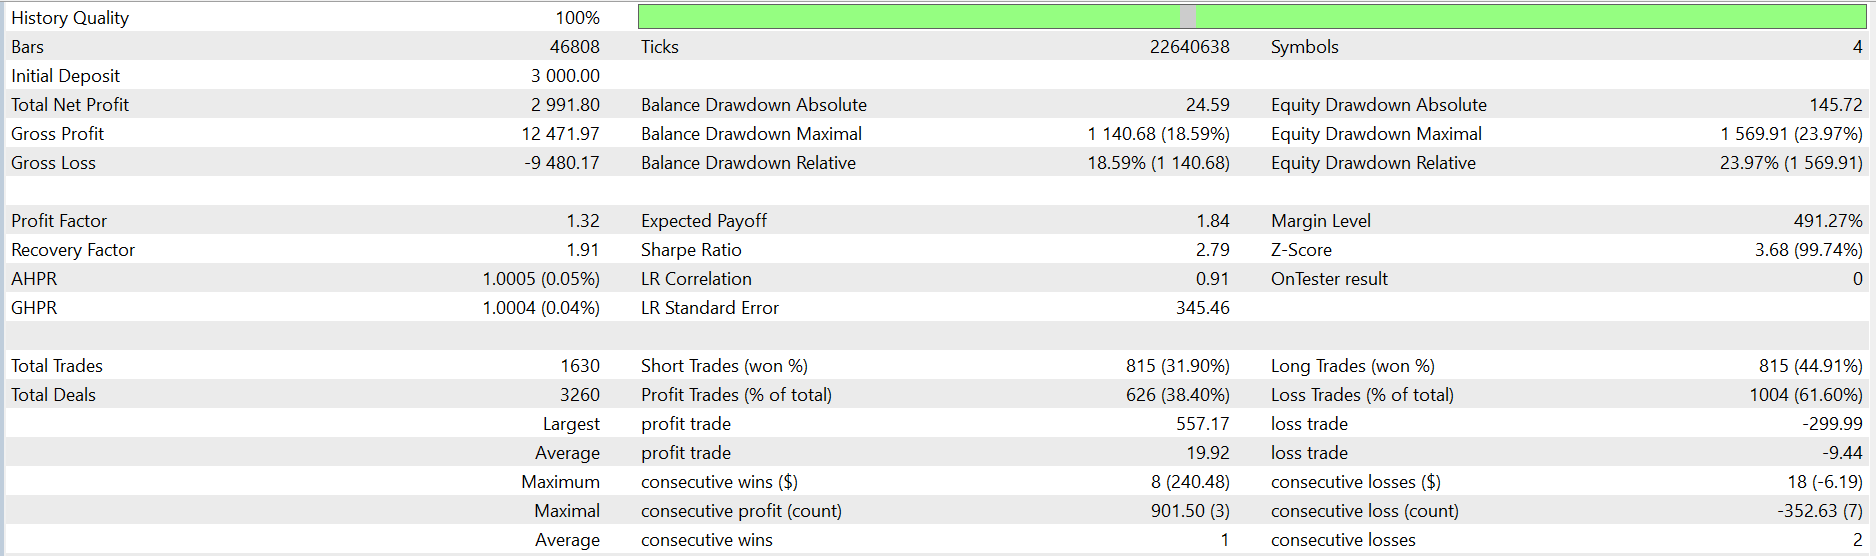 History Quality 100%
Bars 46808 Ticks 22640638 Symbols 4
Initial Deposit 3 000.00
Total Net Profit 2 991.80 Balance Drawdown Absolute 24.59 Equity Drawdown Absolute 145.72
Gross Profit 12 471.97 Balance Drawdown Maximal 1 140.68 (18.59%) Equity Drawdown Maximal 1 569.91 (23.97%)
Gross Loss -9 480.17 Balance Drawdown Relative 18.59% (1 140.68) Equity Drawdown Relative 23.97% (1 569.91)
Profit Factor 1.32 Expected Payoff 1.84 Margin Level 491.27%
Recovery Factor 1.91 Sharpe Ratio 2.79 Z-Score 3.68 (99.74%)
AHPR 1.0005 (0.05%) LR Correlation 0.91 OnTester result 0
GHPR 1.0004 (0.04%) LR Standard Error 345.46
Total Trades 1630 Short Trades (won %) 815 (31.90%) Long Trades (won %) 815 (44.91%)
Total Deals 3260 Profit Trades (% of total) 626 (38.40%) Loss Trades (% of total) 1004 (61.60%)
Largest profit trade 557.17 loss trade -299.99
Average profit trade 19.92 loss trade -9.44
Maximum consecutive wins ($) 8 (240.48) consecutive losses ($) 18 (-6.19)
Maximal consecutive profit (count) 901.50 (3) consecutive loss (count) -352.63 (7)
Average consecutive wins 1 consecutive losses 2